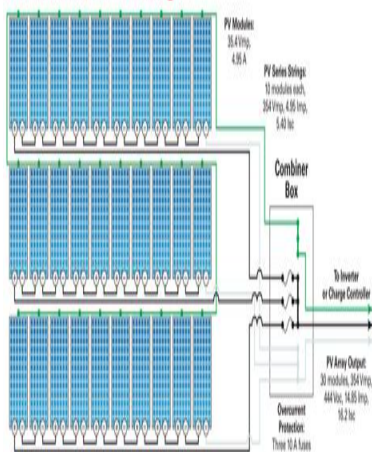 PV Modules:
35.4 Vmp,
4.95 A
PV Series Strings:
10 modules each,
354 Vmp, 4.95 Imp,
5.40 Isc
Combiner
Box
To Inverter
or Charge Controller
PV Array Output:
30 modules, 354 Vmp,
444 Voc, 14.85 Imp,
16.2 Isc
Overcurrent
Protection:
Three 10 A fuses